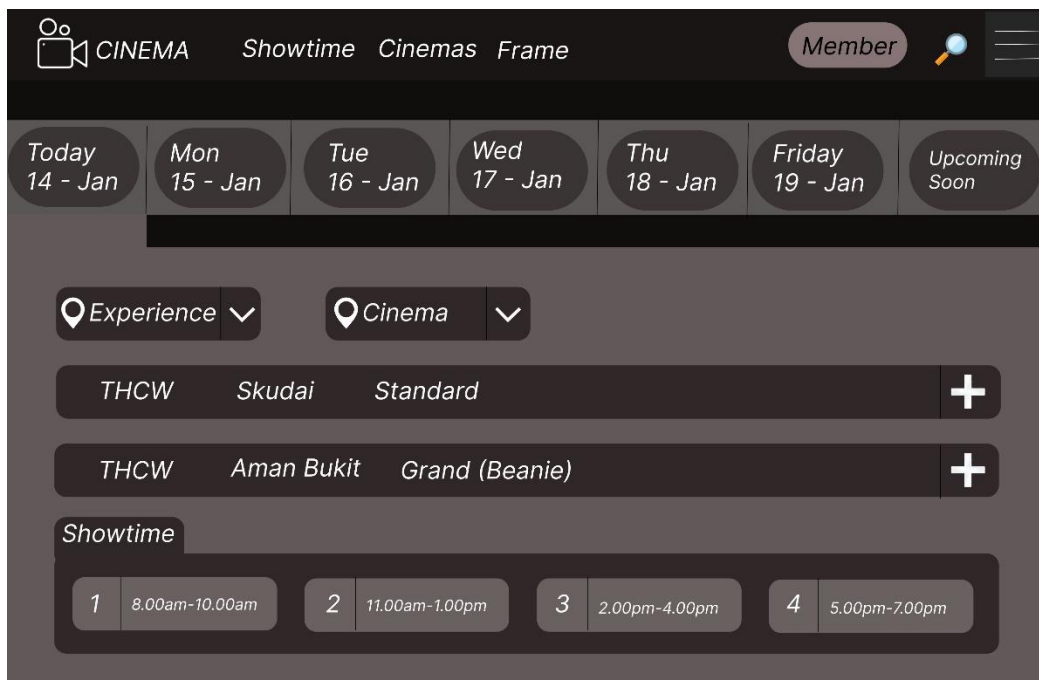 CINEMA Showtime Cinemas Frame Member
Today
14 - Jan
Mon
15 - Jan
Tue
16 - Jan
Wed
17 - Jan
Thu
18 - Jan
Friday
19 - Jan
Upcoming
Soon
Experience
Cinema
THCW Skudai Standard
THCW Aman Bukit Grand (Beanie)
Showtime
1 8.00am-10.00am
2 11.00am-1.00pm
3 2.00pm-4.00pm
4 5.00pm-7.00pm